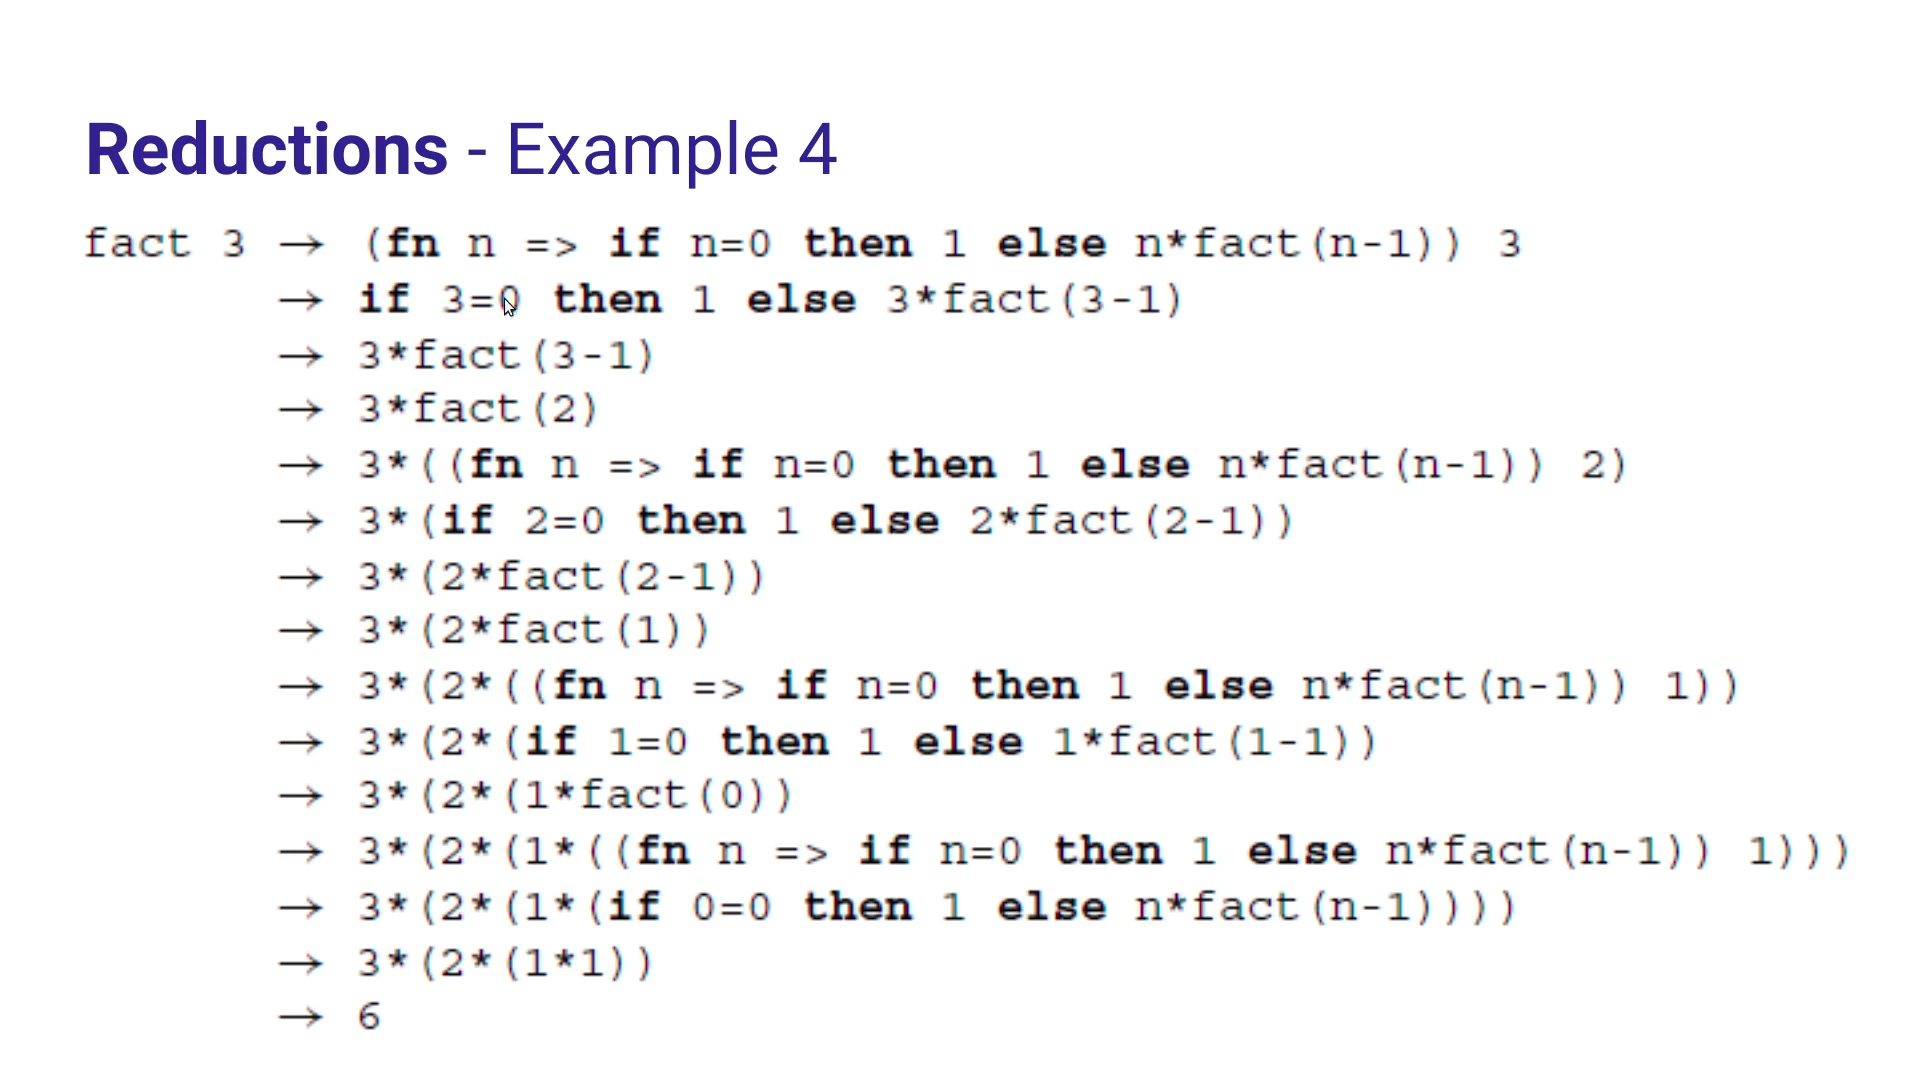 Reductions - Example 4
fact 3 → (fn n => if n=0 then 1 else n*fact(n-1)) 3
→ if 3=0 then 1 else 3*fact(3-1)
→ 3*fact(3-1)
→ 3*fact(2)
→ 3*((fn n => if n=0 then 1 else n*fact(n-1)) 2)
→ 3*(if 2=0 then 1 else 2*fact(2-1))
→ 3*(2*fact(2-1))
→ 3*(2*fact(1))
→ 3*(2*((fn n => if n=0 then 1 else n*fact(n-1)) 1))
→ 3*(2*(if 1=0 then 1 else 1*fact(1-1))
→ 3*(2*(1*fact(0))
→ 3*(2*(1*((fn n => if n=0 then 1 else n*fact(n-1)) 1)))
→ 3*(2*(1*(if 0=0 then 1 else n*fact(n-1))))
→ 3*(2*(1*1))
→ 6